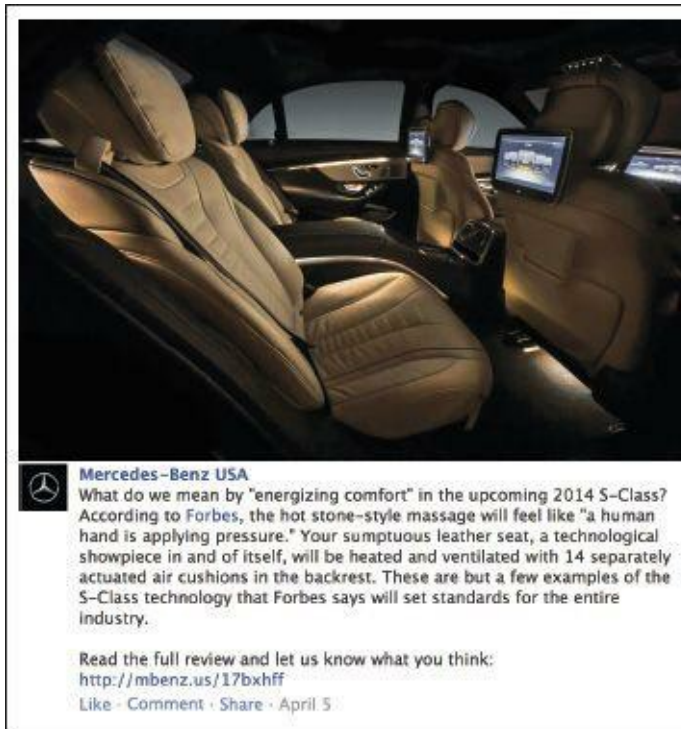 Mercedes-Benz USA
What do we mean by "energizing comfort" in the upcoming 2014 S-Class?
According to Forbes, the hot stone-style massage will feel like "a human
hand is applying pressure." Your sumptuous leather seat, a technological
showpiece in and of itself, will be heated and ventilated with 14 separately
actuated air cushions in the backrest. These are but a few examples of the
S-Class technology that Forbes says will set standards for the entire
industry.
Read the full review and let us know what you think:
http://mbenz.us/17bxhff
Like · Comment · Share · April 5